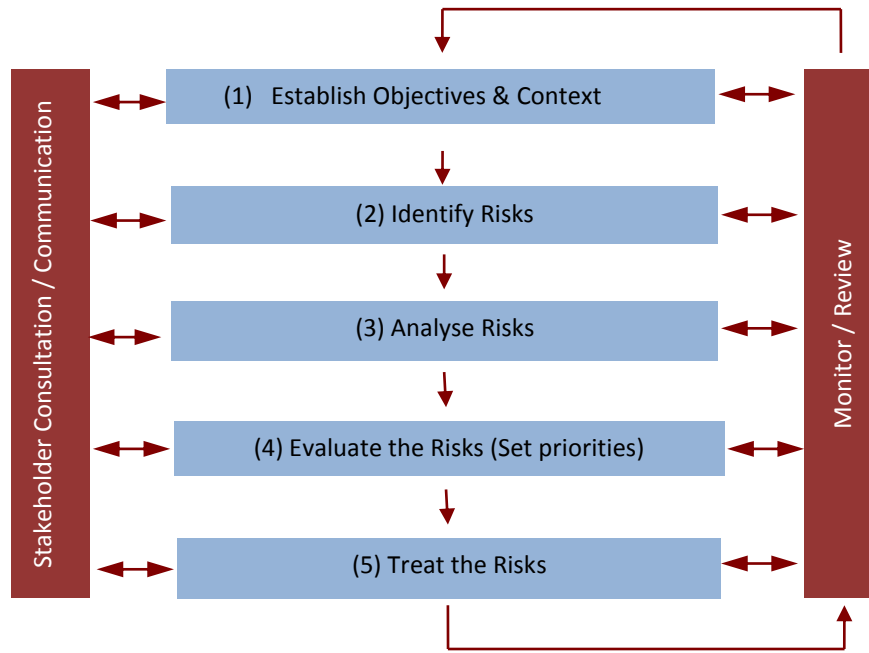 (1) Establish Objectives & Context
(2) Identify Risks
(3) Analyse Risks
(4) Evaluate the Risks (Set priorities)
(5) Treat the Risks
Stakeholder Consultation / Communication
Monitor / Review